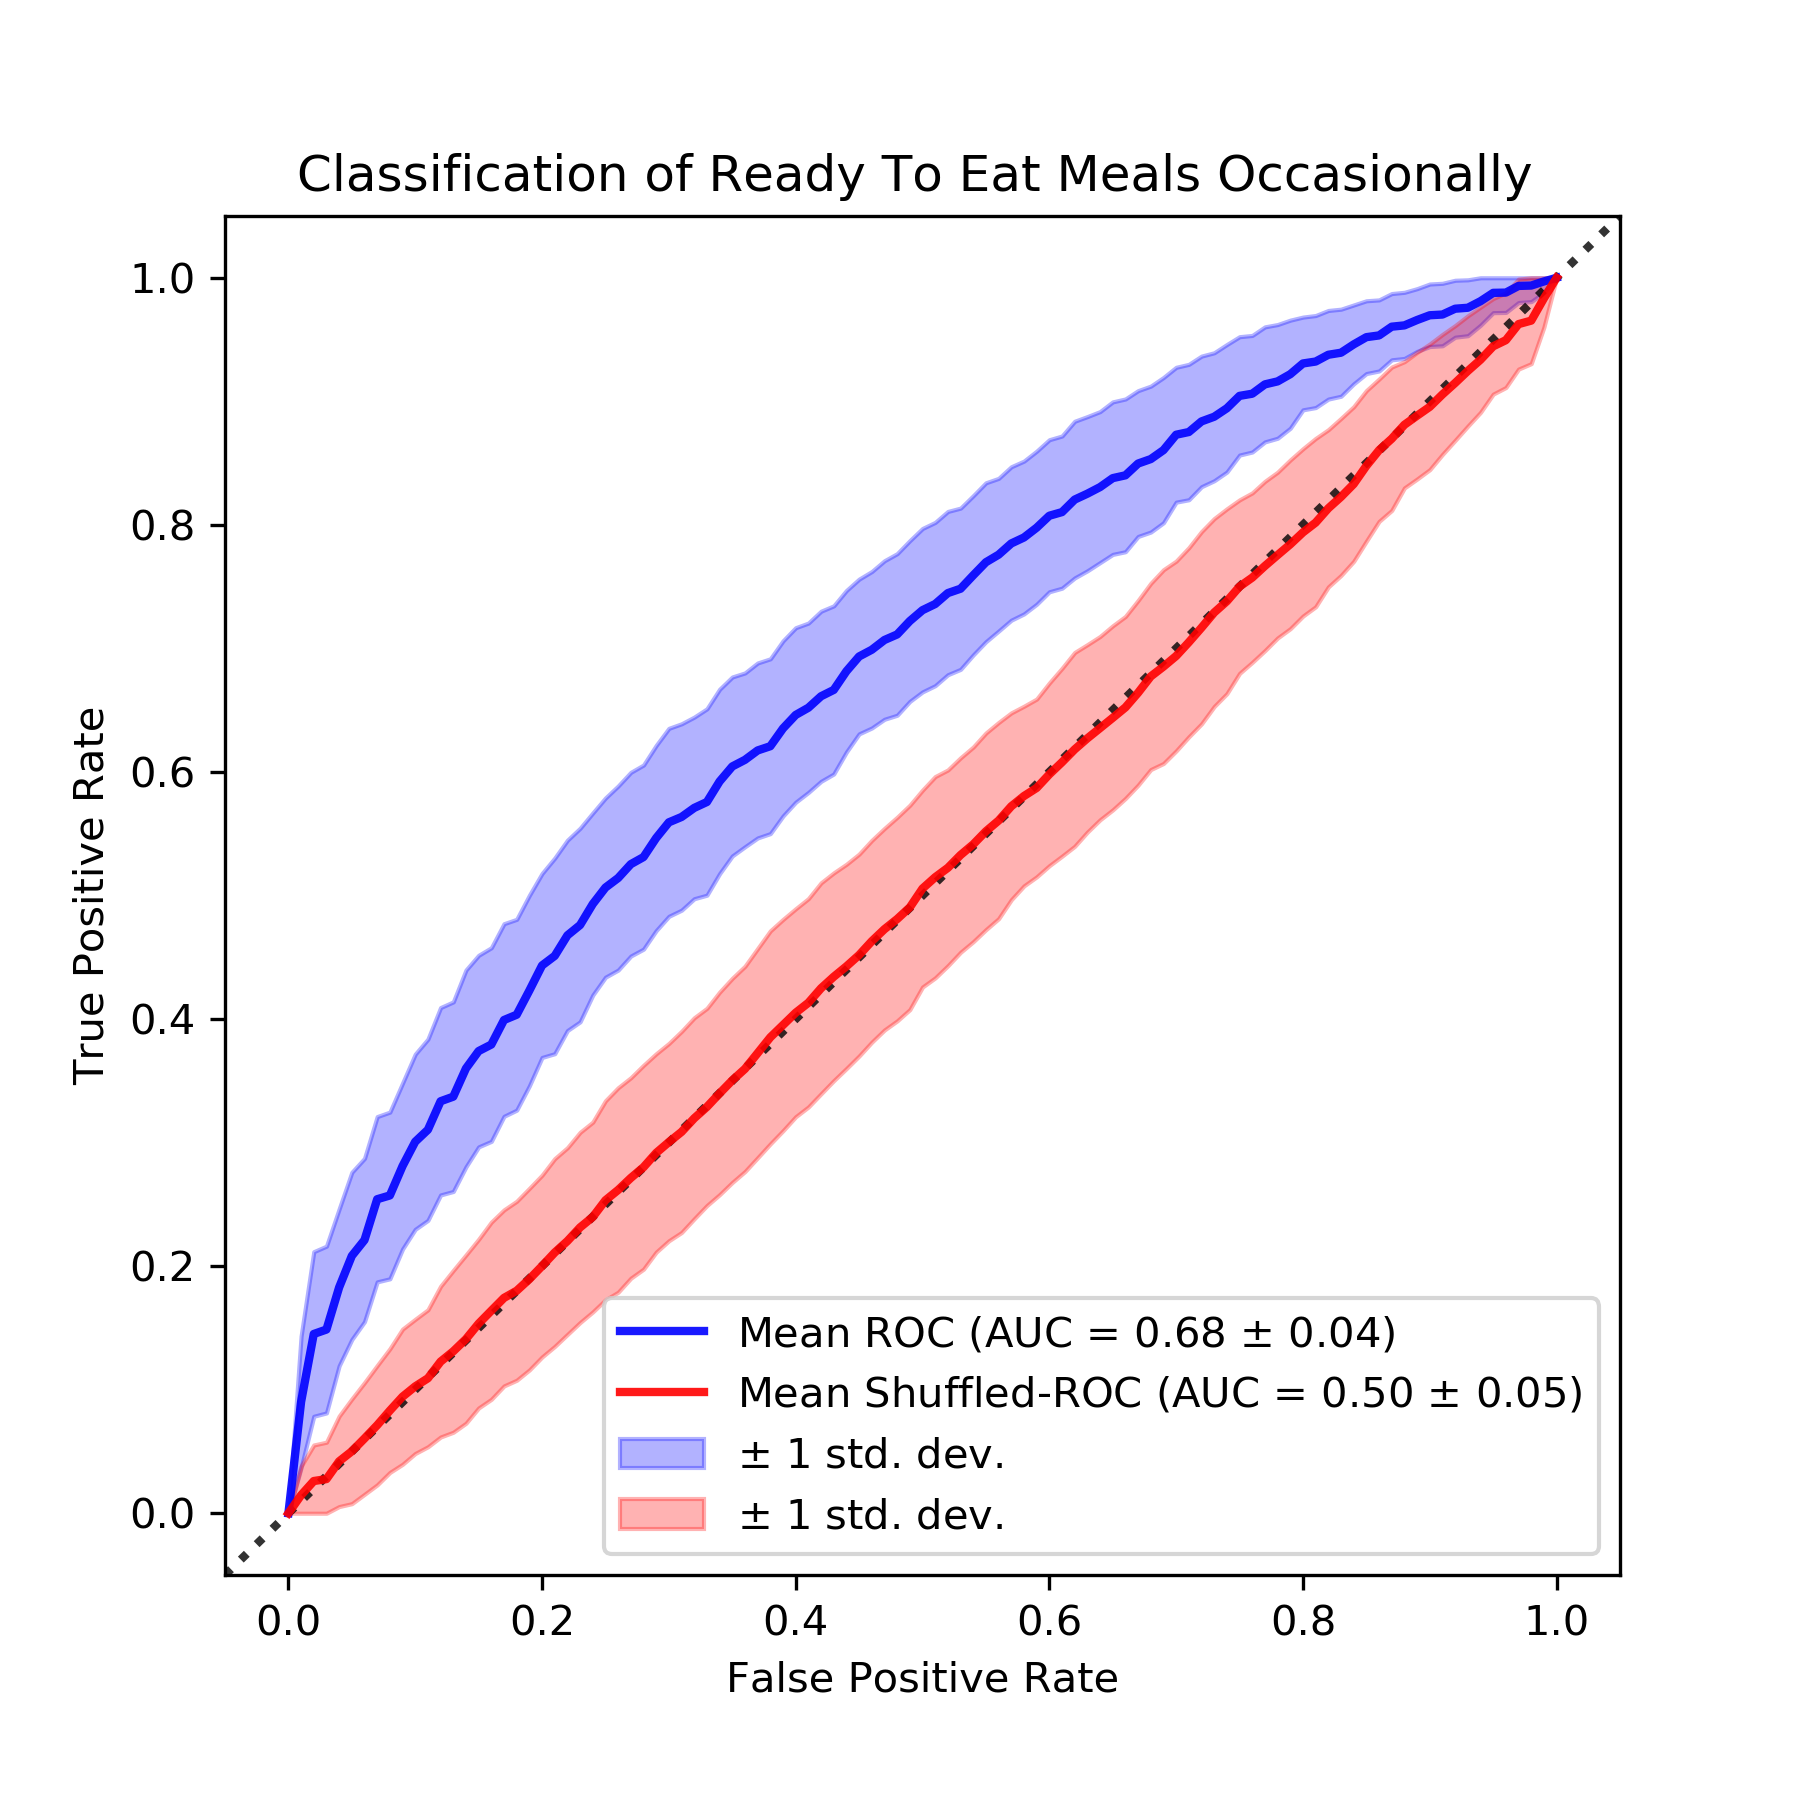 Classification of Ready To Eat Meals Occasionally
1.0
0.8
0.6
0.4
0.2
0.0
True Positive Rate
Mean ROC (AUC = 0.68 ± 0.04)
Mean Shuffled-ROC (AUC = 0.50 ± 0.05)
± 1 std. dev.
± 1 std. dev.
0.0 0.2 0.4 0.6 0.8 1.0
False Positive Rate